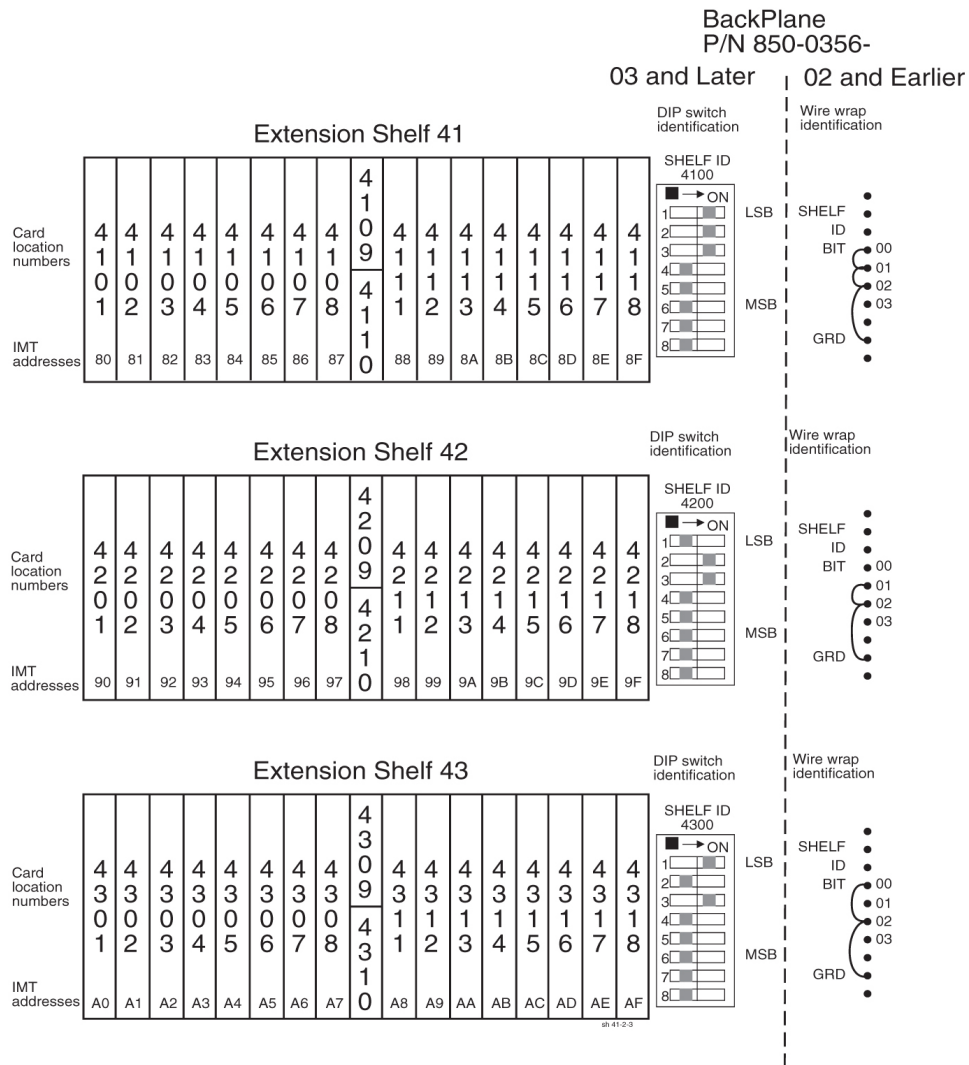 BackPlane
P/N 850-0356-
03 and Later
02 and Earlier
Extension Shelf 41
DIP switch
identification
Wire wrap
identification
Card
location
numbers
4101 4102 4103 4104 4105 4106 4107 4108 4109 4110 4111 4112 4113 4114 4115 4116 4117 4118
IMT
addresses
80 81 82 83 84 85 86 87 88 89 8A 8B 8C 8D 8E 8F
SHELF ID
4100
→ ON
1
2
3
4
5
6
7
8
LSB
MSB
SHELF
ID
BIT
00
01
02
03
GRD
Extension Shelf 42
DIP switch
identification
Wire wrap
identification
Card
location
numbers
4201 4202 4203 4204 4205 4206 4207 4208 4209 4210 4211 4212 4213 4214 4215 4216 4217 4218
IMT
addresses
90 91 92 93 94 95 96 97 98 99 9A 9B 9C 9D 9E 9F
SHELF ID
4200
→ ON
1
2
3
4
5
6
7
8
LSB
MSB
SHELF
ID
BIT
00
01
02
03
GRD
Extension Shelf 43
DIP switch
identification
Wire wrap
identification
Card
location
numbers
4301 4302 4303 4304 4305 4306 4307 4308 4309 4310 4311 4312 4313 4314 4315 4316 4317 4318
IMT
addresses
A0 A1 A2 A3 A4 A5 A6 A7 A8 A9 AA AB AC AD AE AF
SHELF ID
4300
→ ON
1
2
3
4
5
6
7
8
LSB
MSB
SHELF
ID
BIT
00
01
02
03
GRD
sh 41-2-3